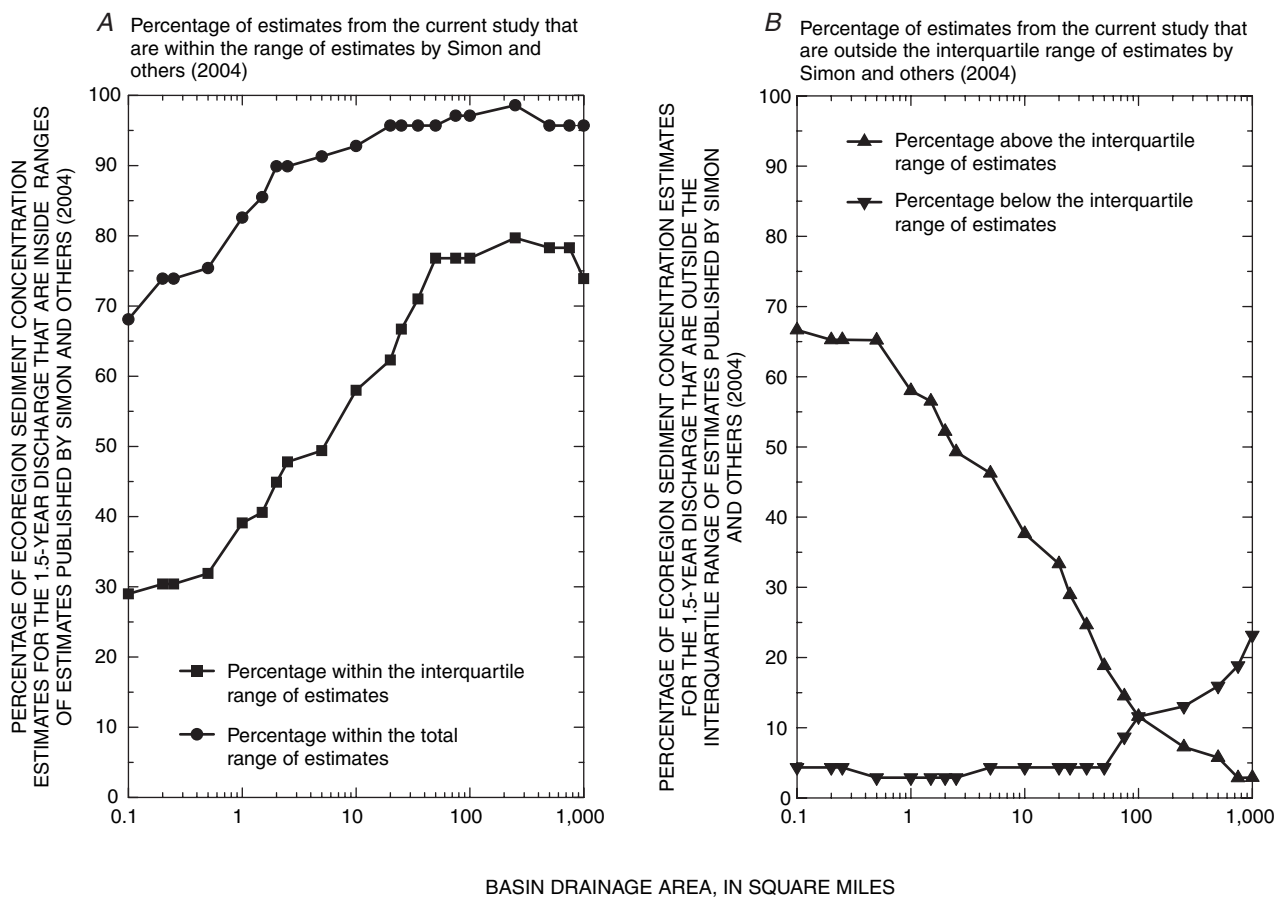 A Percentage of estimates from the current study that
are within the range of estimates by Simon and
others (2004)
PERCENTAGE OF ECOREGION SEDIMENT CONCENTRATION
ESTIMATES FOR THE 1.5-YEAR DISCHARGE THAT ARE INSIDE RANGES
OF ESTIMATES PUBLISHED BY SIMON AND OTHERS (2004)
100
90
80
70
60
50
40
30
20
10
0
Percentage within the interquartile
range of estimates
Percentage within the total
range of estimates
0.1 1 10 100 1,000
B Percentage of estimates from the current study that
are outside the interquartile range of estimates by
Simon and others (2004)
PERCENTAGE OF ECOREGION SEDIMENT CONCENTRATION ESTIMATES
FOR THE 1.5-YEAR DISCHARGE THAT ARE OUTSIDE THE
INTERQUARTILE RANGE OF ESTIMATES PUBLISHED BY SIMON
AND OTHERS (2004)
100
90
80
70
60
50
40
30
20
10
0
Percentage above the interquartile
range of estimates
Percentage below the interquartile
range of estimates
0.1 1 10 100 1,000
BASIN DRAINAGE AREA, IN SQUARE MILES